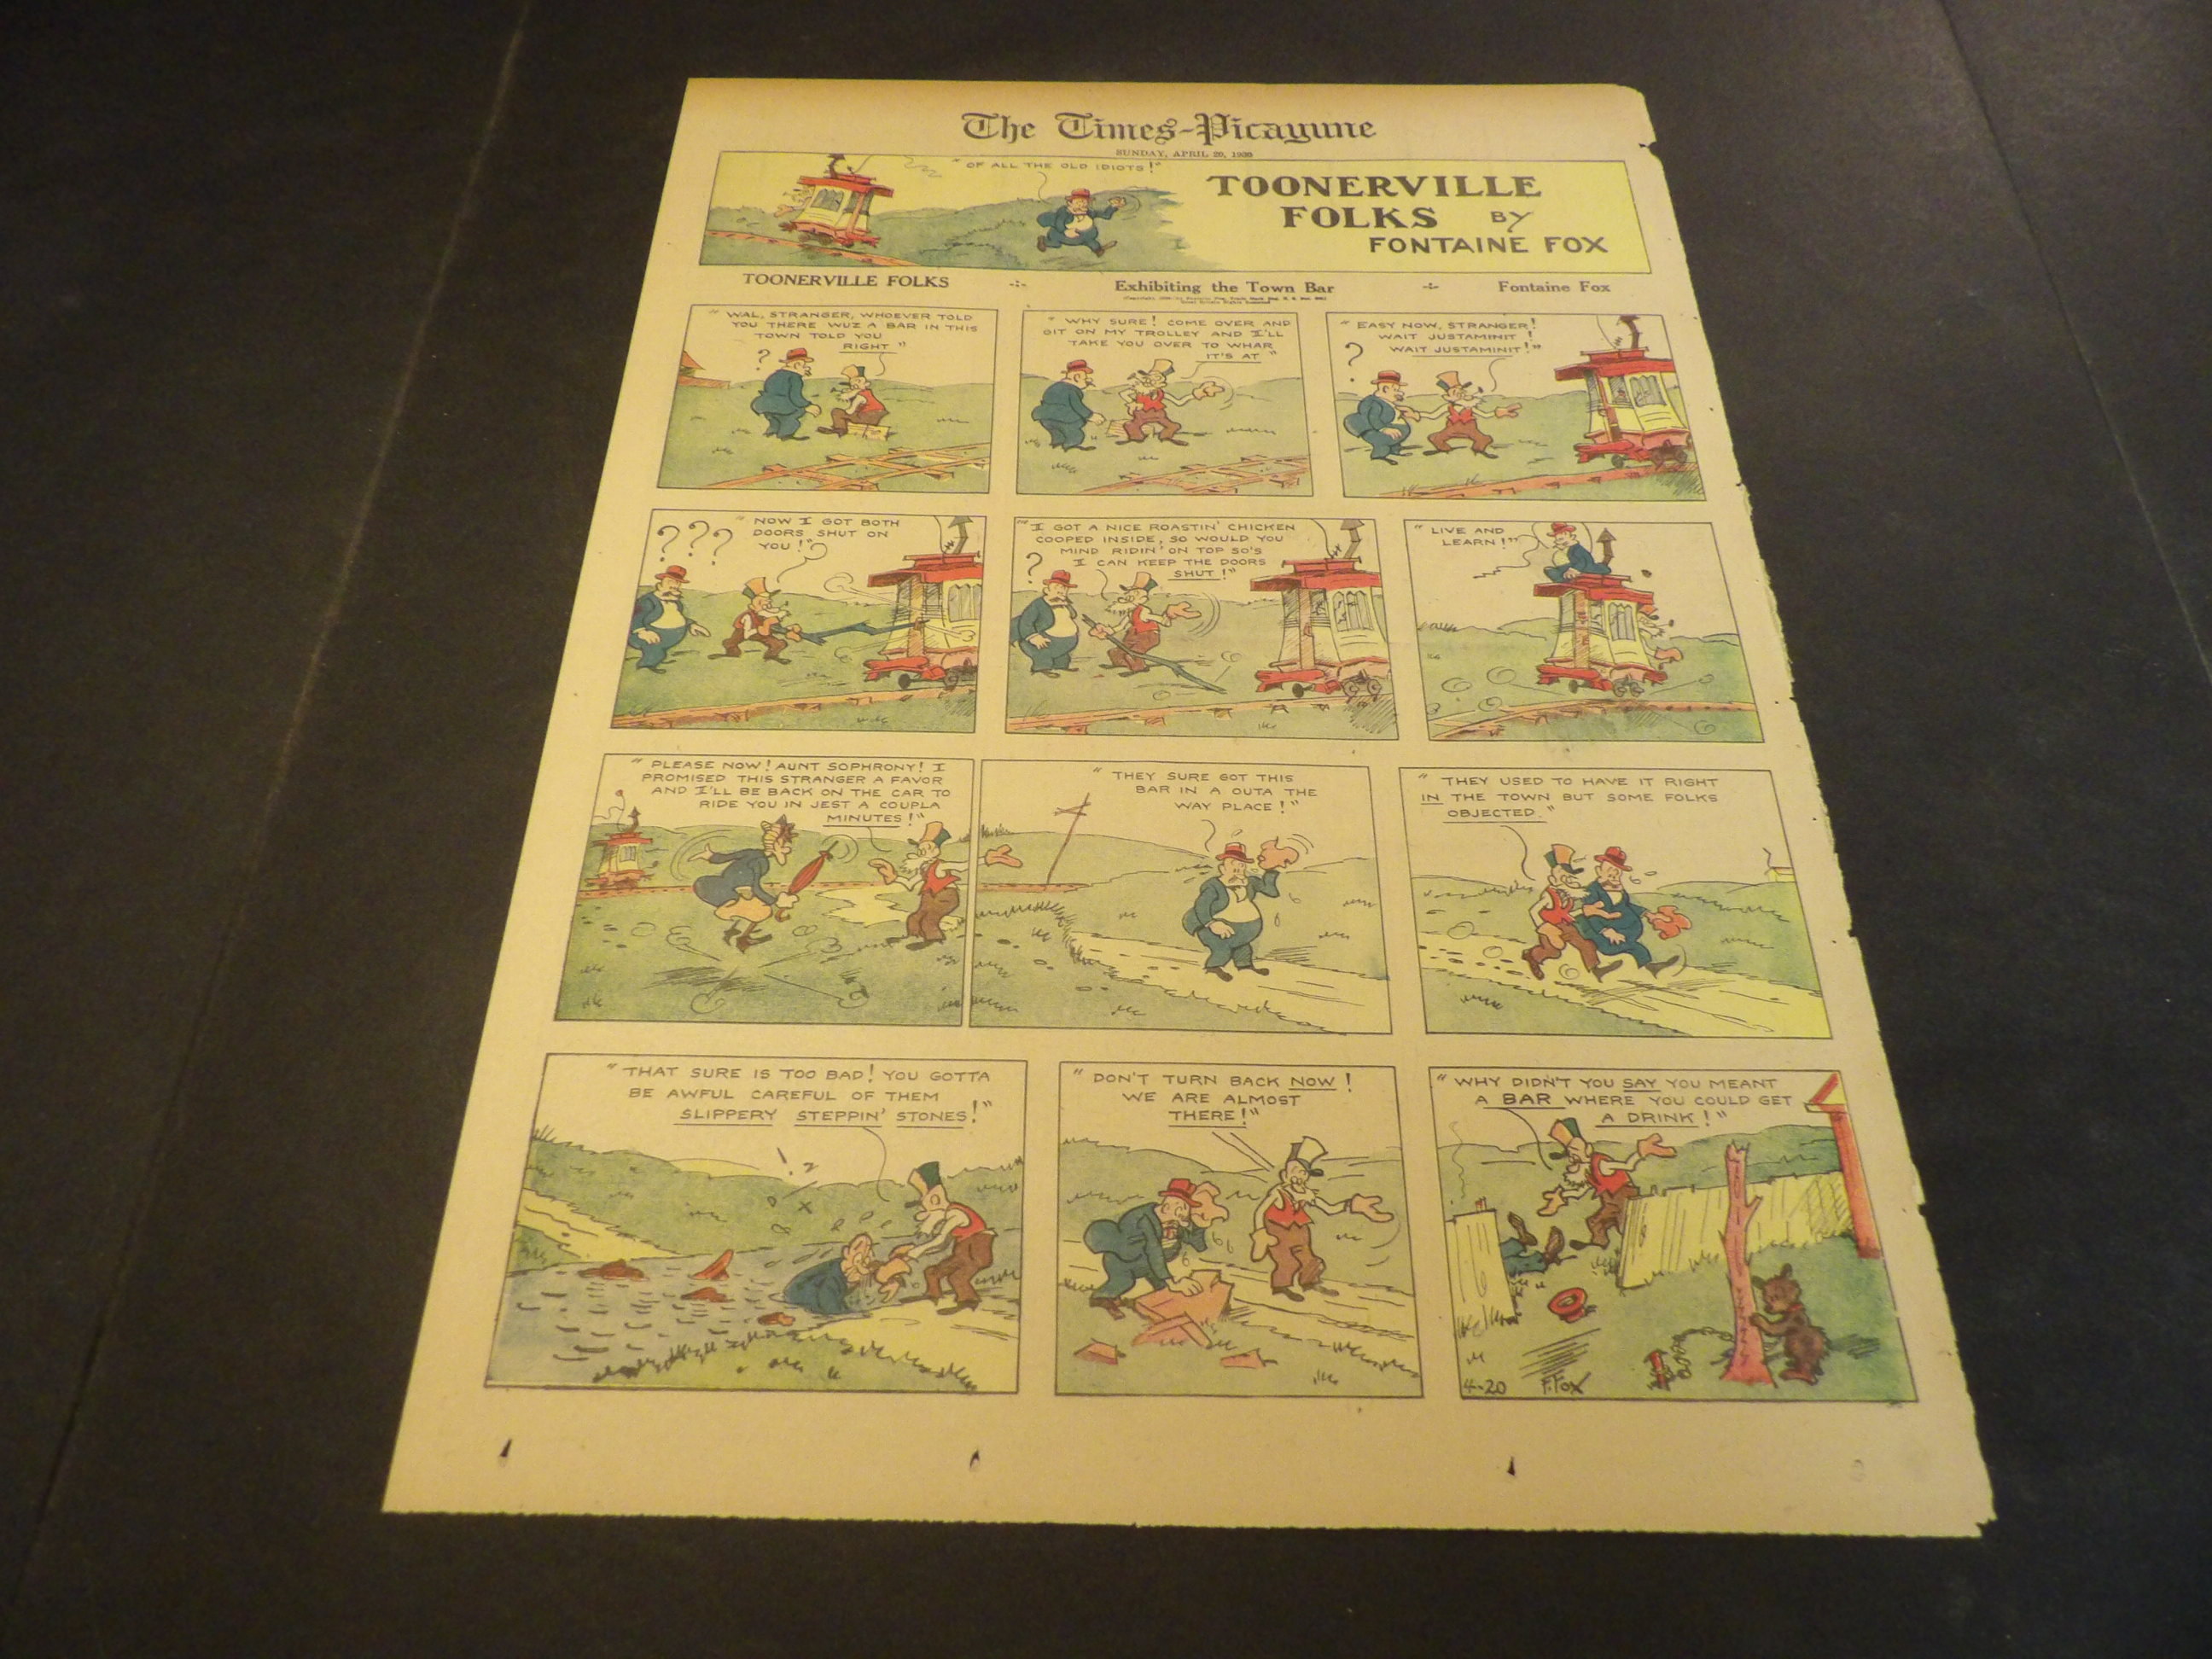 The Times-Picayune
SUNDAY, APRIL 20, 1930
"OF ALL THE OLD IDIOTS!"
TOONERVILLE
FOLKS BY
FONTAINE FOX
TOONERVILLE FOLKS -:- Exhibiting the Town Bar -:- Fontaine Fox
"WAL, STRANGER, WHOEVER TOLD
YOU THERE WUZ A BAR IN THIS
TOWN TOLD YOU
RIGHT"
?
"WHY SURE! COME OVER AND
GIT ON MY TROLLEY AND I'LL
TAKE YOU OVER TO WHAR
IT'S AT"
"EASY NOW, STRANGER!
WAIT JUSTAMINIT!
WAIT JUSTAMINIT!"
?
???
"NOW I GOT BOTH
DOORS SHUT ON
YOU!"
"I GOT A NICE ROASTIN' CHICKEN
COOPED INSIDE, SO WOULD YOU
MIND RIDIN' ON TOP SO'S
I CAN KEEP THE DOORS
SHUT!"
?
"LIVE AND
LEARN!"
"PLEASE NOW! AUNT SOPHRONY! I
PROMISED THIS STRANGER A FAVOR
AND I'LL BE BACK ON THE CAR TO
RIDE YOU IN JEST A COUPLA
MINUTES!"
"THEY SURE GOT THIS
BAR IN A OUTA THE
WAY PLACE!"
"THEY USED TO HAVE IT RIGHT
IN THE TOWN BUT SOME FOLKS
OBJECTED."
"THAT SURE IS TOO BAD! YOU GOTTA
BE AWFUL CAREFUL OF THEM
SLIPPERY STEPPIN' STONES!"
!?
"DON'T TURN BACK NOW!
WE ARE ALMOST
THERE!"
"WHY DIDN'T YOU SAY YOU MEANT
A BAR WHERE YOU COULD GET
A DRINK!"
4-20 F. FOX